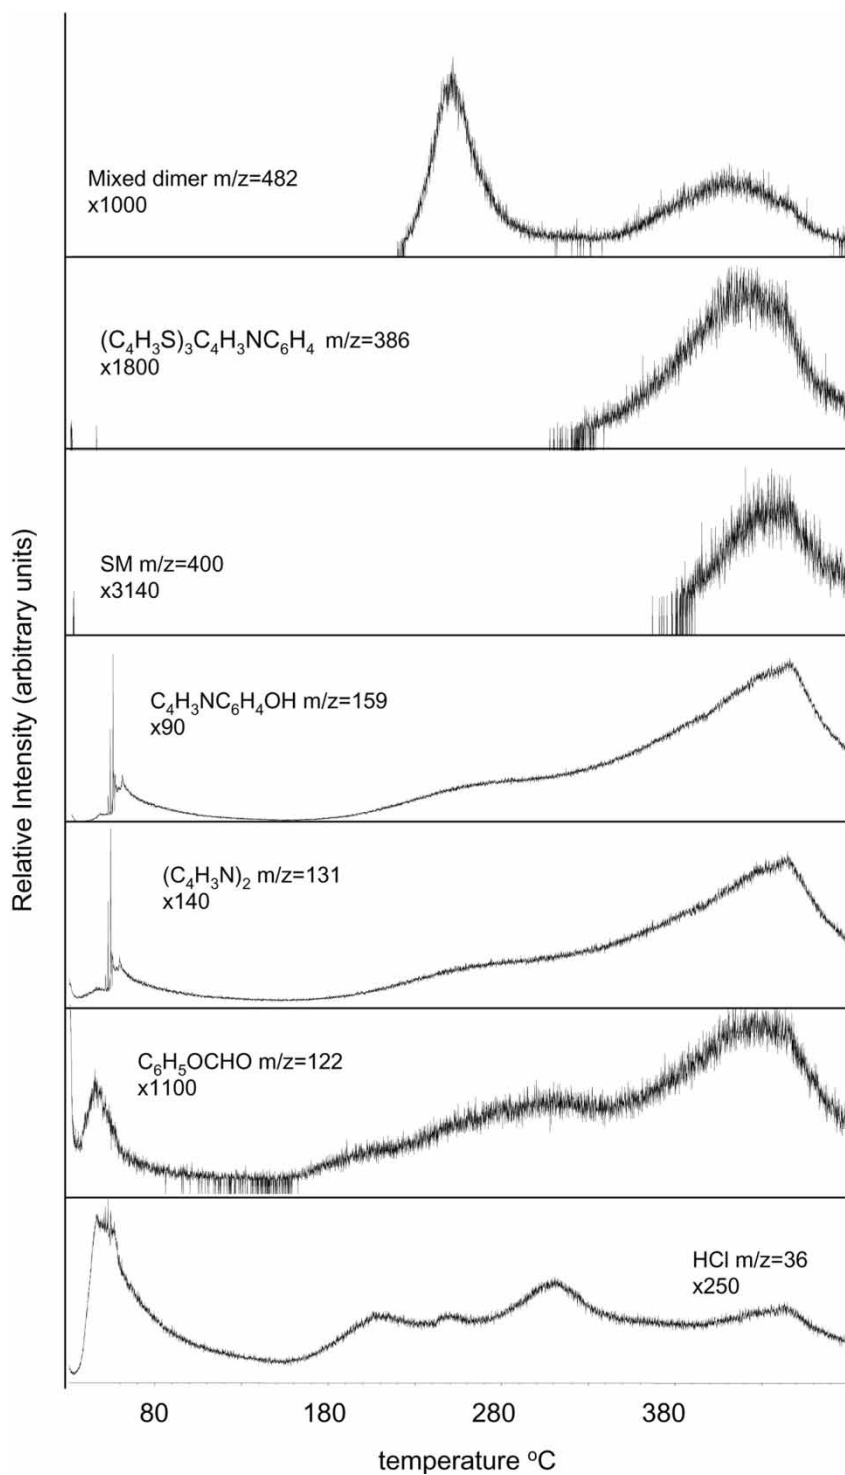 Mixed dimer m/z=482
x1000
(C₄H₃S)₃C₄H₃NC₆H₄ m/z=386
x1800
SM m/z=400
x3140
C₄H₃NC₆H₄OH m/z=159
x90
(C₄H₃N)₂ m/z=131
x140
C₆H₅OCHO m/z=122
x1100
HCl m/z=36
x250
Relative Intensity (arbitrary units)
80 180 280 380
temperature ºC